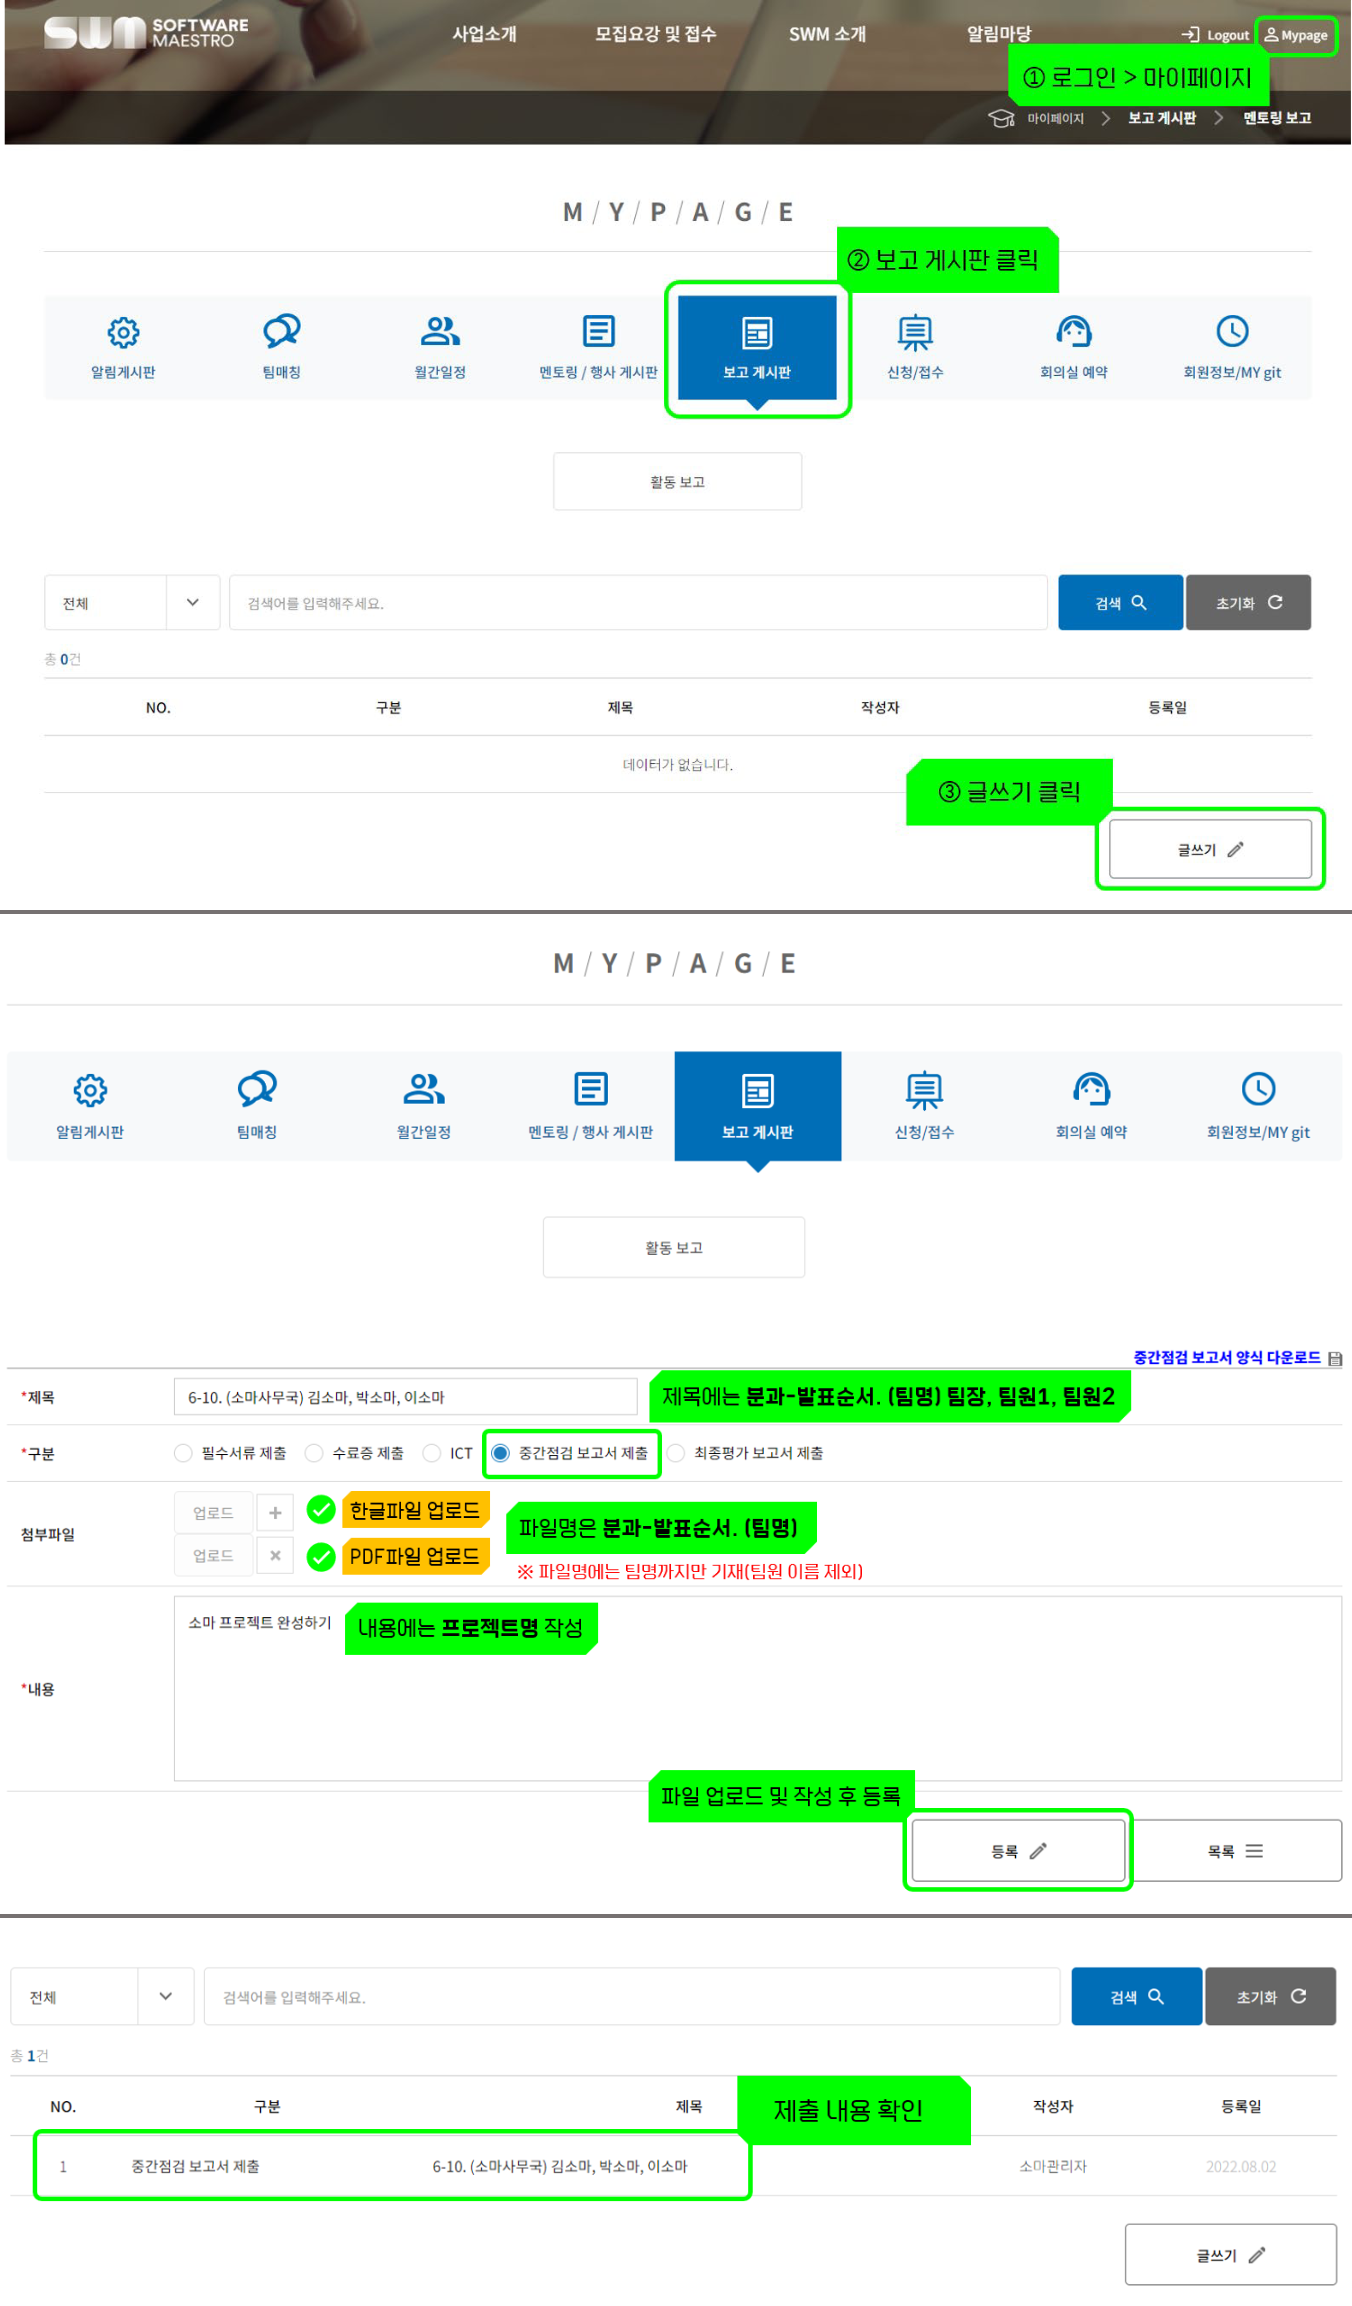 SOFTWARE
MAESTRO
사업소개 모집요강 및 접수 SWM 소개 알림마당 Logout Mypage
① 로그인 > 마이페이지
마이페이지 > 보고 게시판 > 멘토링 보고
M / Y / P / A / G / E
② 보고 게시판 클릭
알림게시판 팀매칭 월간일정 멘토링 / 행사 게시판 보고 게시판 신청/접수 회의실 예약 회원정보/MY git
활동 보고
전체 검색어를 입력해주세요. 검색 초기화
총 0건
NO. 구분 제목 작성자 등록일
데이터가 없습니다.
③ 글쓰기 클릭
글쓰기
M / Y / P / A / G / E
알림게시판 팀매칭 월간일정 멘토링 / 행사 게시판 보고 게시판 신청/접수 회의실 예약 회원정보/MY git
활동 보고
중간점검 보고서 양식 다운로드
*제목 6-10. (소마사무국) 김소마, 박소마, 이소마 제목에는 분과-발표순서. (팀명) 팀장, 팀원1, 팀원2
*구분 필수서류 제출 수료증 제출 ICT 중간점검 보고서 제출 최종평가 보고서 제출
첨부파일
업로드 + 한글파일 업로드
파일명은 분과-발표순서. (팀명)
업로드 × PDF파일 업로드
※ 파일명에는 팀명까지만 기재(팀원 이름 제외)
*내용
소마 프로젝트 완성하기 내용에는 프로젝트명 작성
파일 업로드 및 작성 후 등록
등록 목록
전체 검색어를 입력해주세요. 검색 초기화
총 1건
NO. 구분 제목 작성자 등록일
제출 내용 확인
1 중간점검 보고서 제출 6-10. (소마사무국) 김소마, 박소마, 이소마 소마관리자 2022.08.02
글쓰기